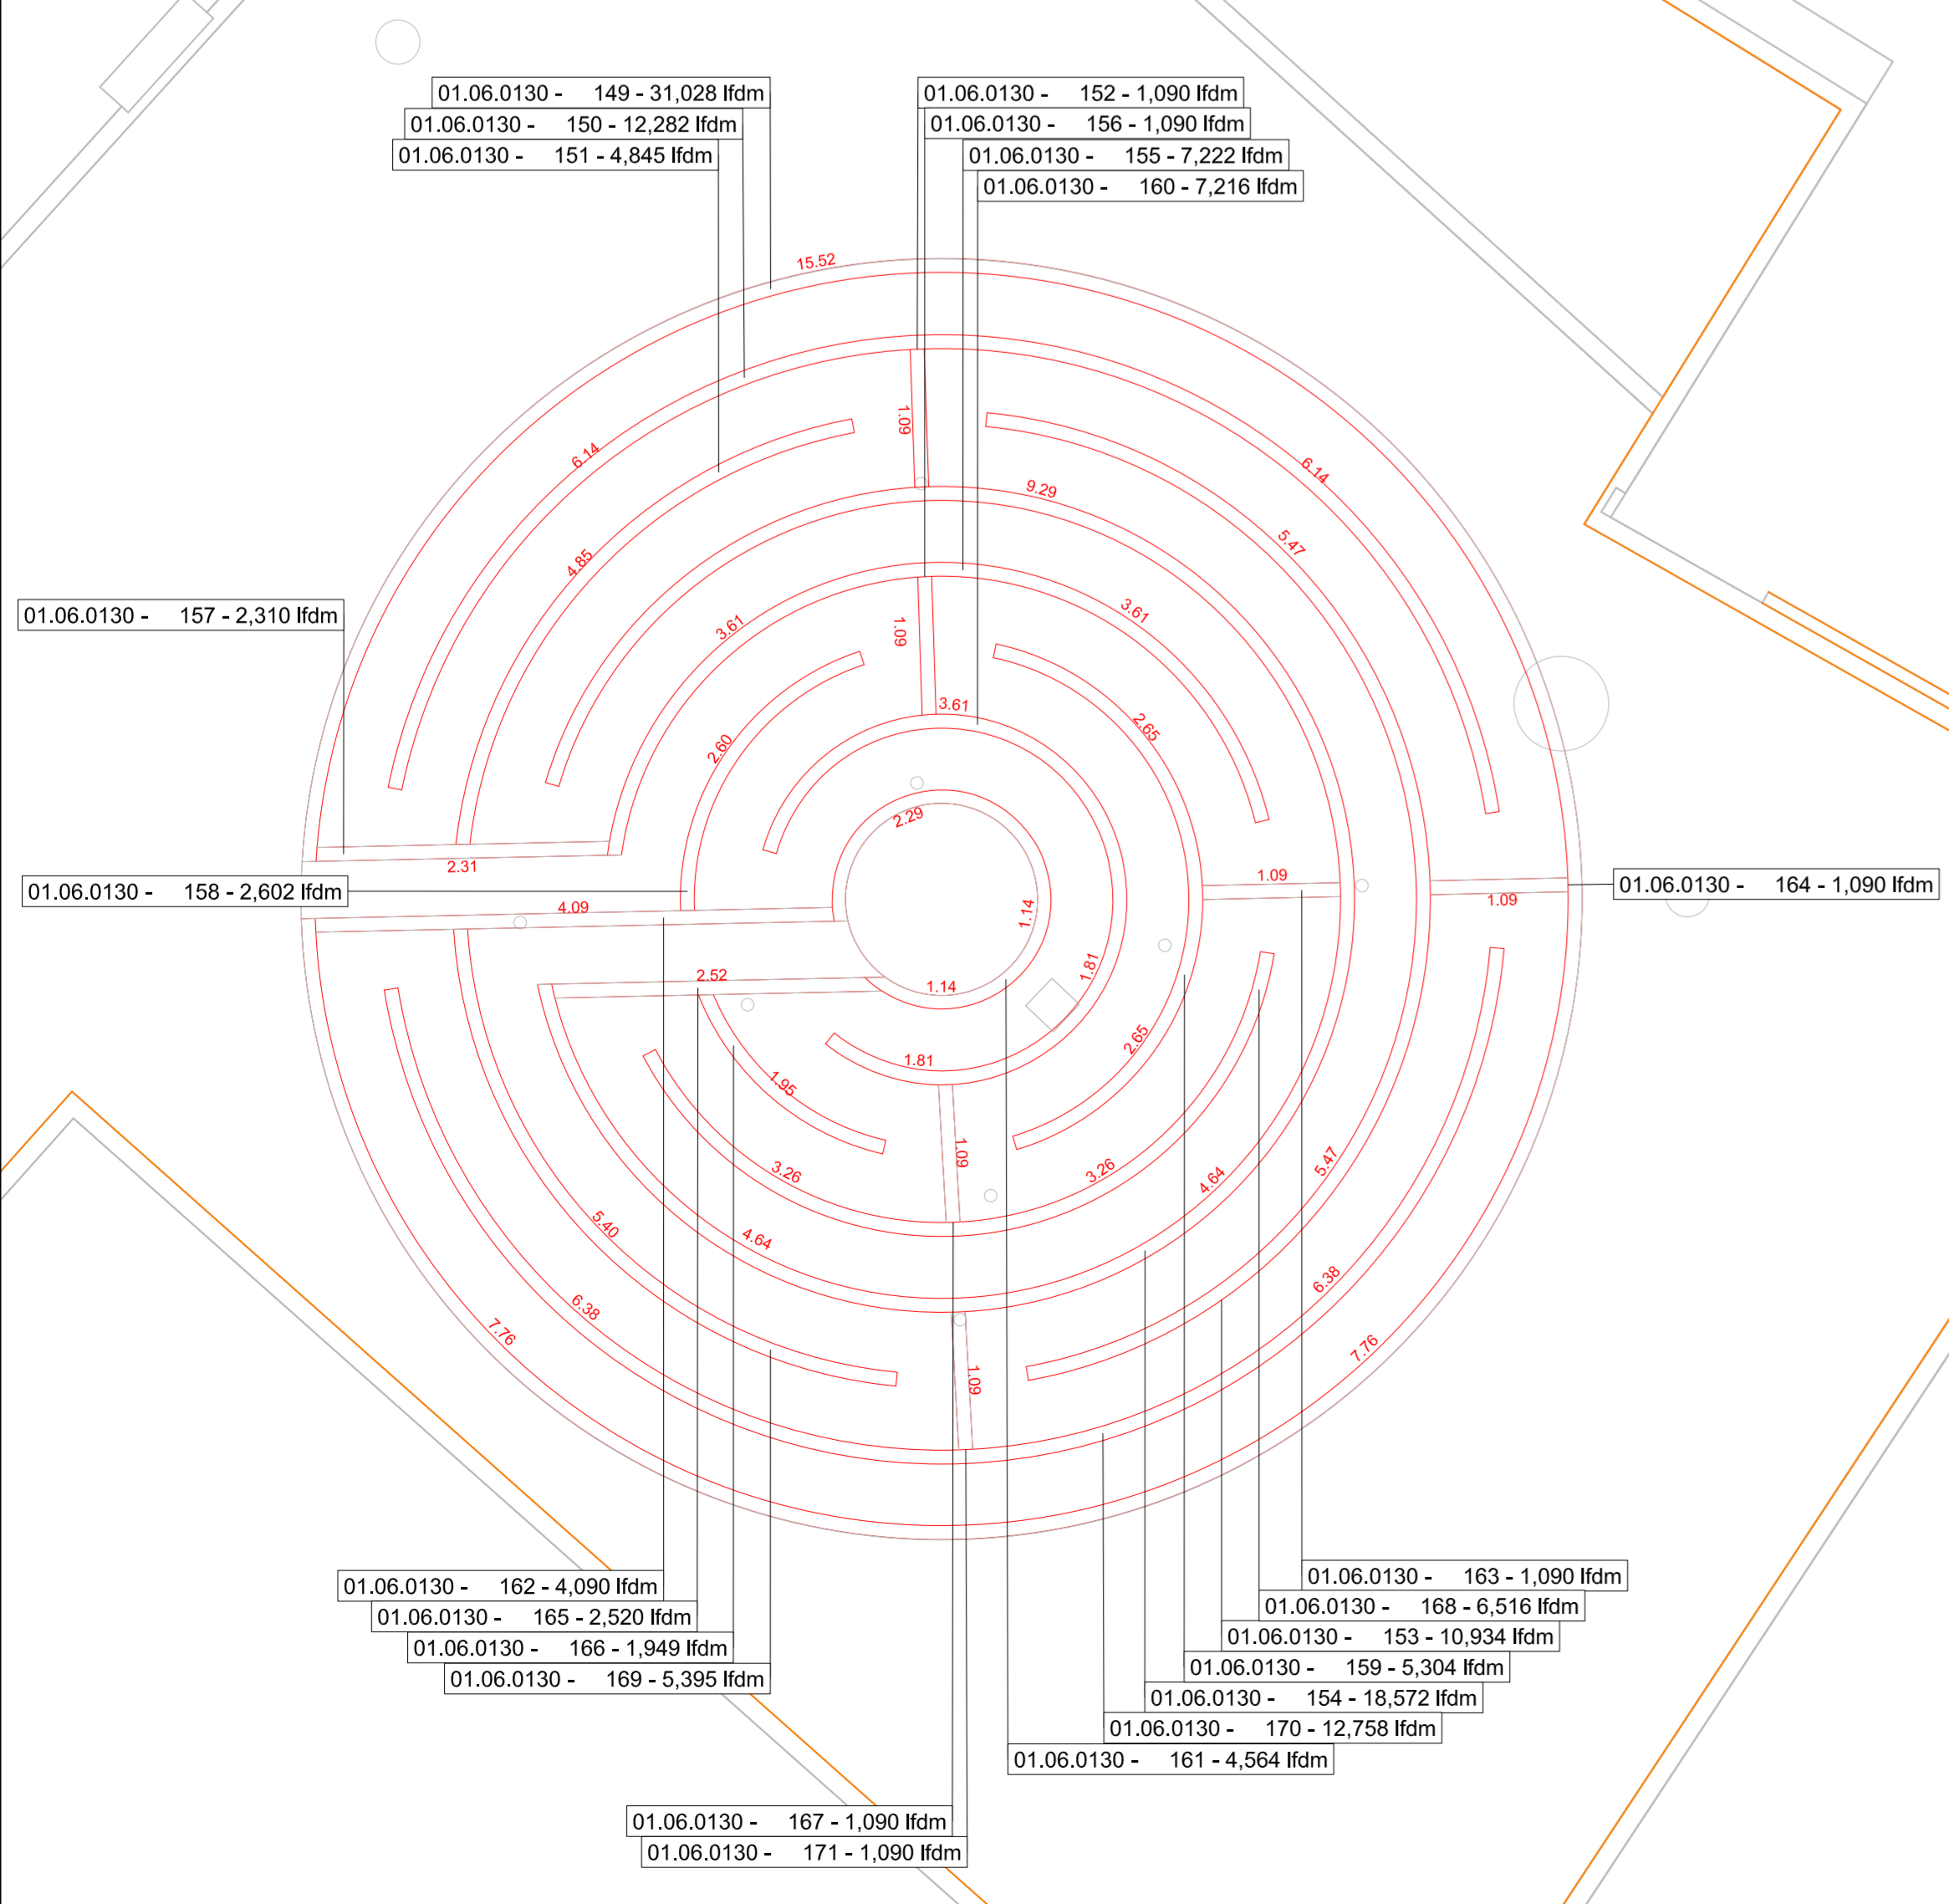 01.06.0130 - 149 - 31,028 lfdm
01.06.0130 - 150 - 12,282 lfdm
01.06.0130 - 151 - 4,845 lfdm
01.06.0130 - 152 - 1,090 lfdm
01.06.0130 - 156 - 1,090 lfdm
01.06.0130 - 155 - 7,222 lfdm
01.06.0130 - 160 - 7,216 lfdm
15.52
1.09
6.14
6.14
9.29
5.47
4.85
3.61
3.61
1.09
01.06.0130 - 157 - 2,310 lfdm
3.61
2.65
2.60
2.29
2.31
1.09
01.06.0130 - 164 - 1,090 lfdm
01.06.0130 - 158 - 2,602 lfdm
4.09
1.14
1.09
1.81
2.52
1.14
2.65
1.81
1.95
1.09
3.26
3.26
4.64
5.47
5.40
4.64
6.38
6.38
7.76
7.76
1.09
01.06.0130 - 162 - 4,090 lfdm
01.06.0130 - 165 - 2,520 lfdm
01.06.0130 - 166 - 1,949 lfdm
01.06.0130 - 169 - 5,395 lfdm
01.06.0130 - 163 - 1,090 lfdm
01.06.0130 - 168 - 6,516 lfdm
01.06.0130 - 153 - 10,934 lfdm
01.06.0130 - 159 - 5,304 lfdm
01.06.0130 - 154 - 18,572 lfdm
01.06.0130 - 170 - 12,758 lfdm
01.06.0130 - 161 - 4,564 lfdm
01.06.0130 - 167 - 1,090 lfdm
01.06.0130 - 171 - 1,090 lfdm